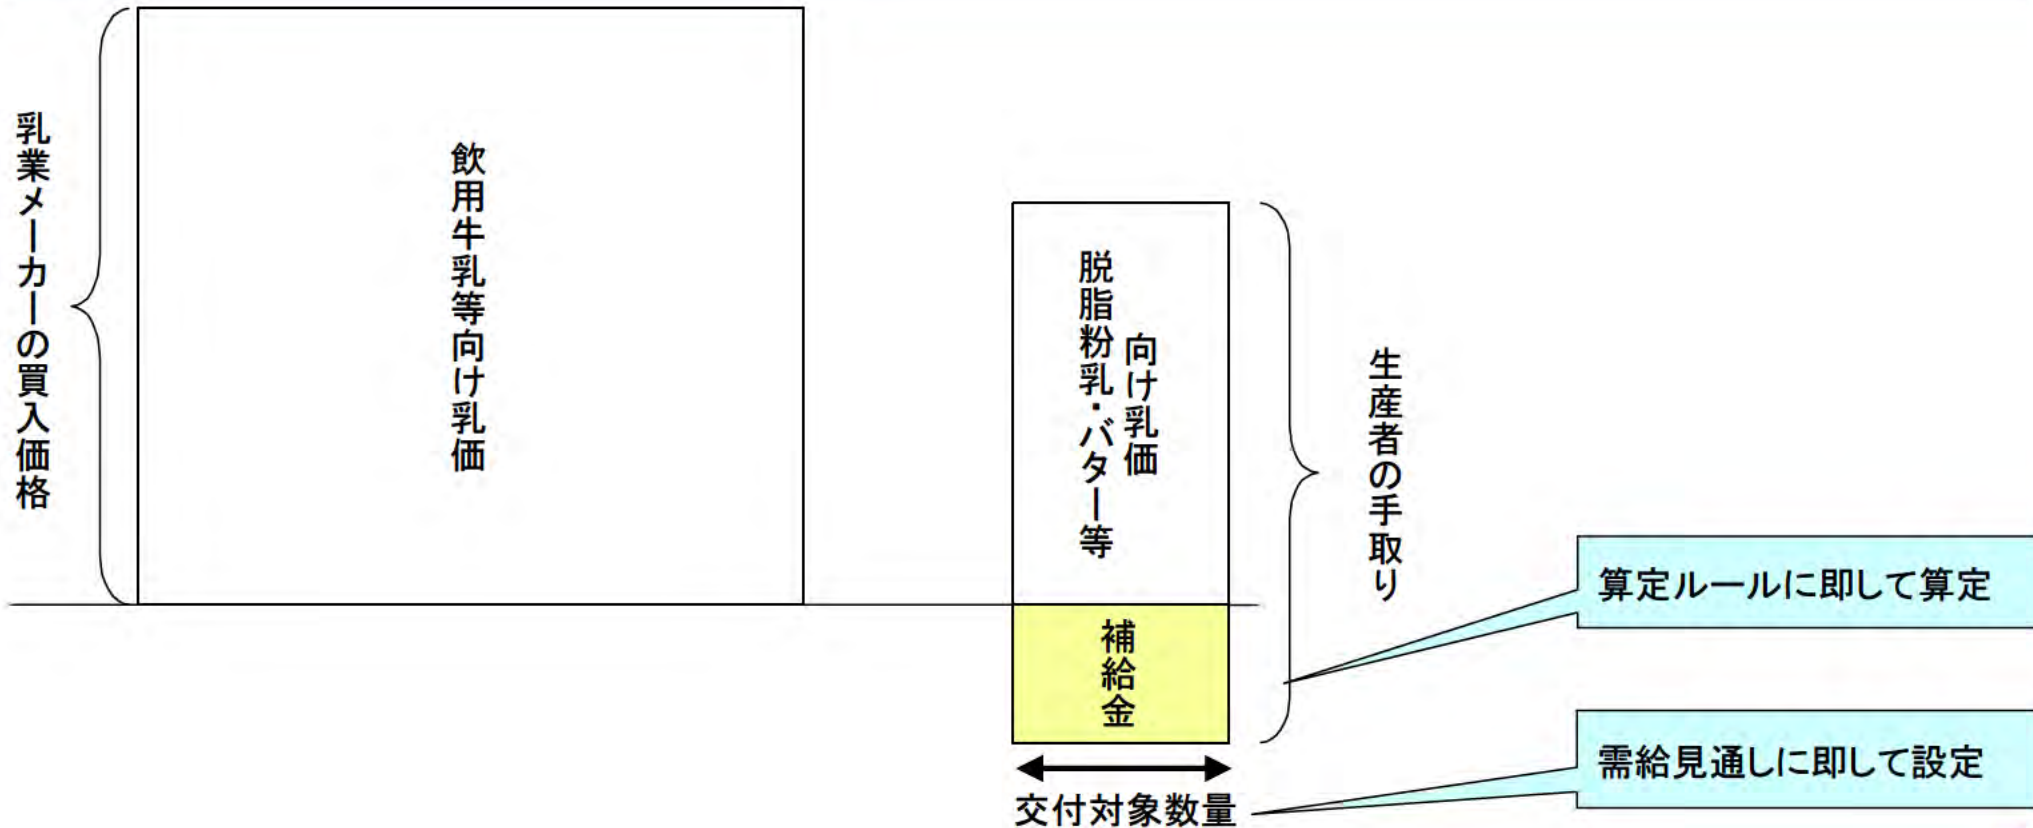 乳業メーカーの買入価格
飲用牛乳等向け乳価
脱脂粉乳・バター等
向け乳価
補給金
生産者の手取り
算定ルールに即して算定
需給見通しに即して設定
交付対象数量